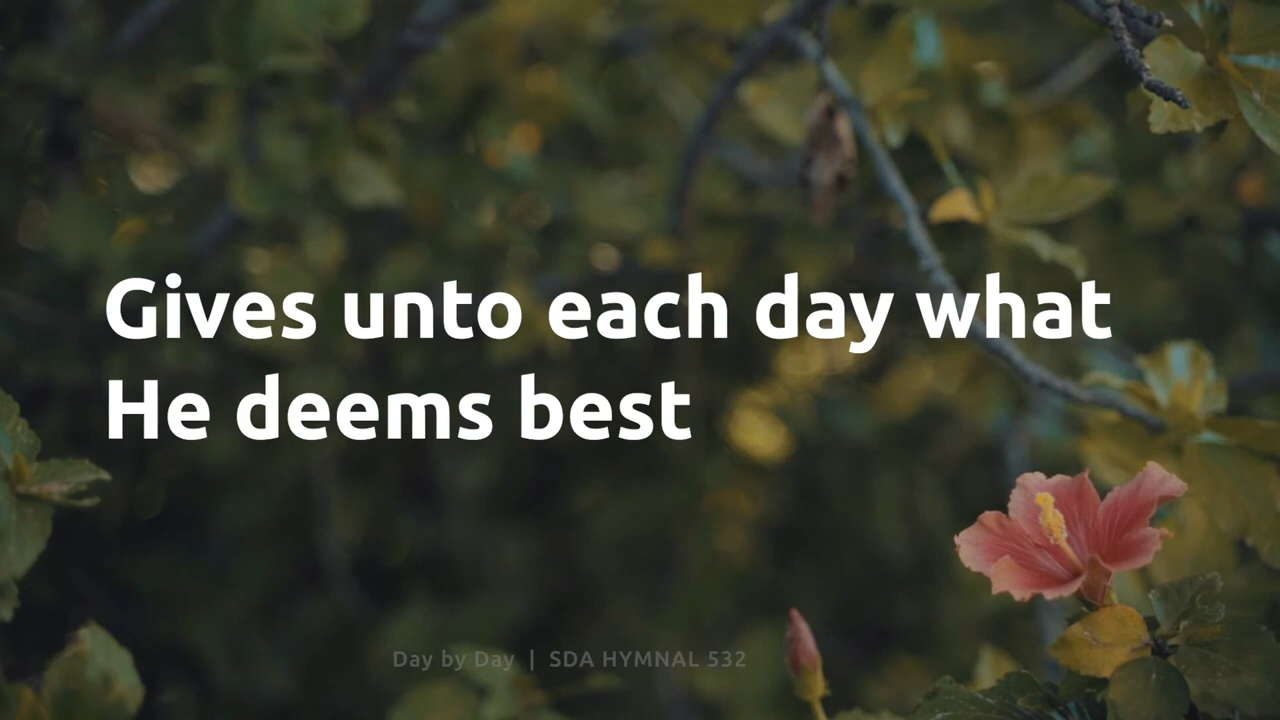 Gives unto each day what
He deems best
Day by Day | SDA HYMNAL 532